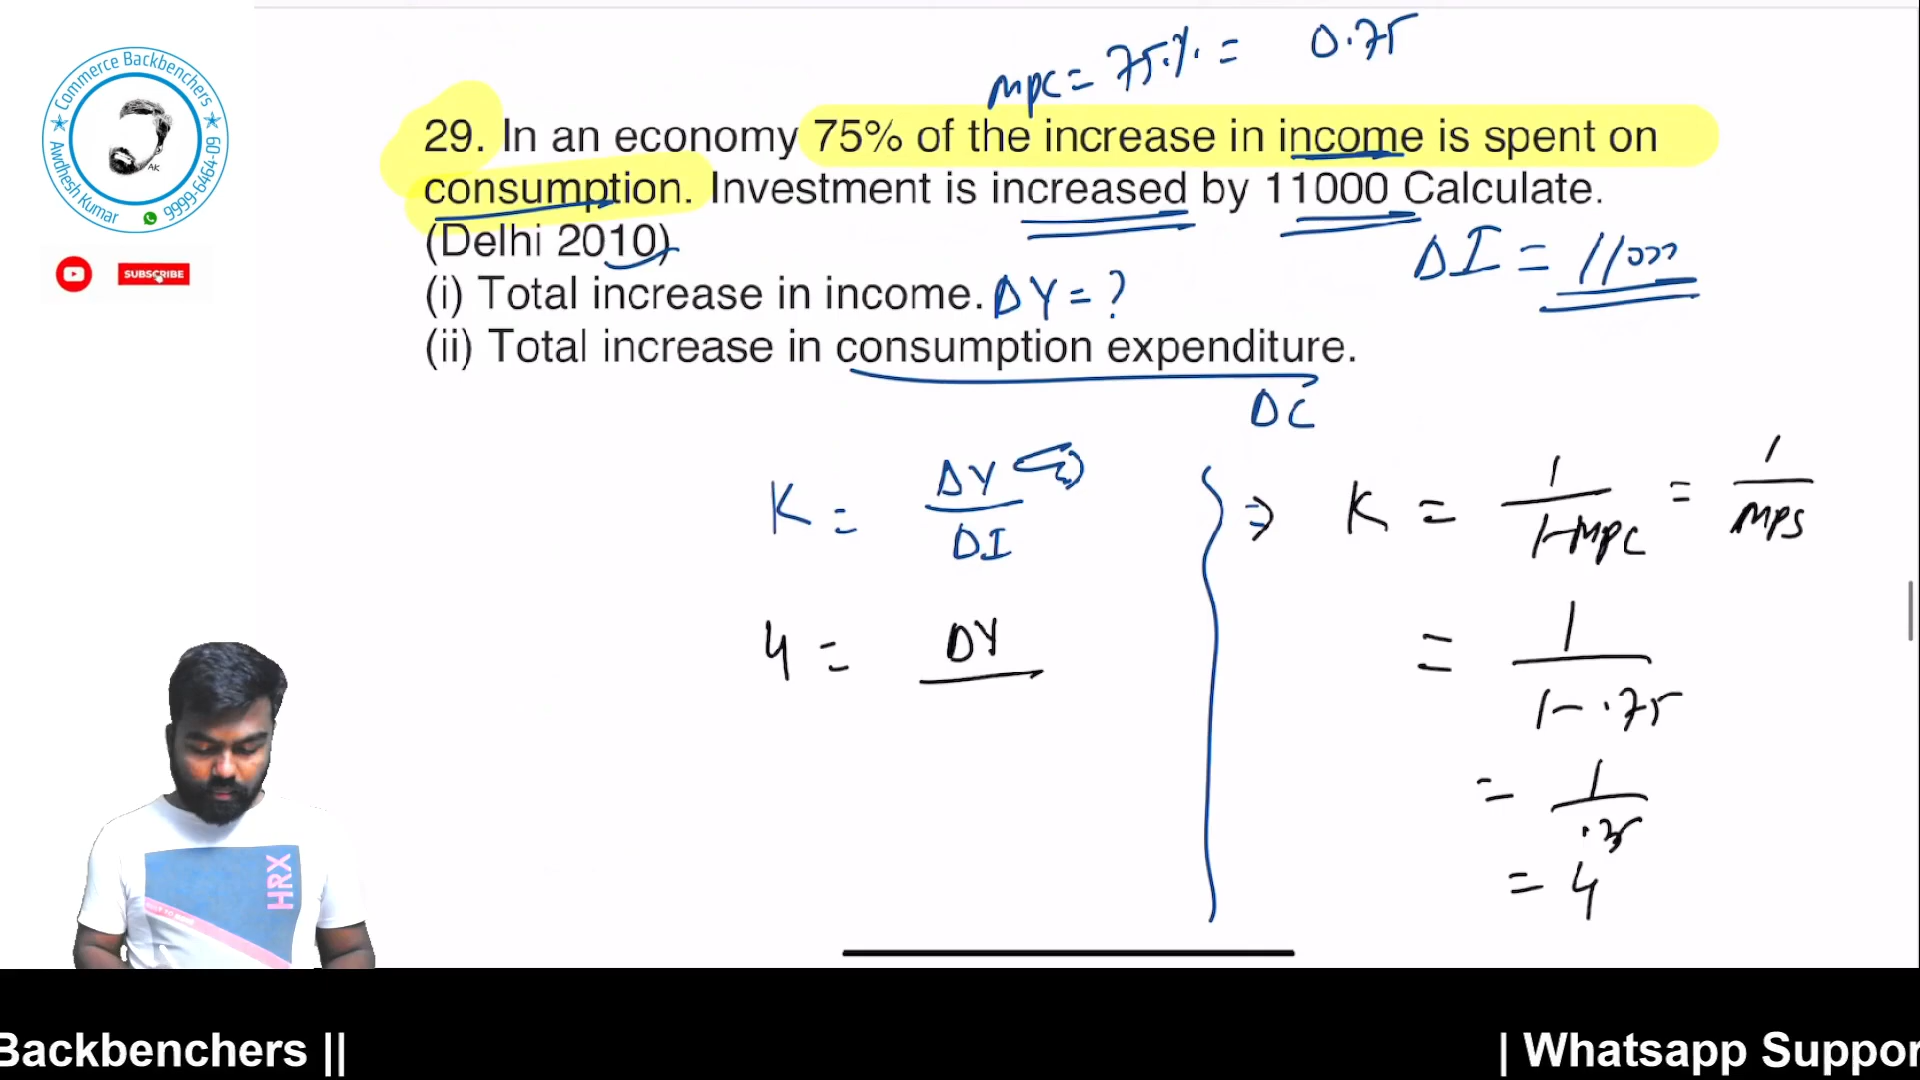 Commerce Backbenchers
Awdhesh Kumar
9999-6464-09
AK
SUBSCRIBE
mpc = 75.%. = 0.75
29. In an economy 75% of the increase in income is spent on
consumption. Investment is increased by 11000 Calculate.
(Delhi 2010)
ΔI = 11000
(i) Total increase in income. ΔY = ?
(ii) Total increase in consumption expenditure.
ΔC
K = ΔY / ΔI
⇒ K = 1 / 1-MPC = 1 / MPS
4 = ΔY
= 1 / 1-.75
= 1 / .25
= 4
HRX
Backbenchers ||
| Whatsapp Suppor